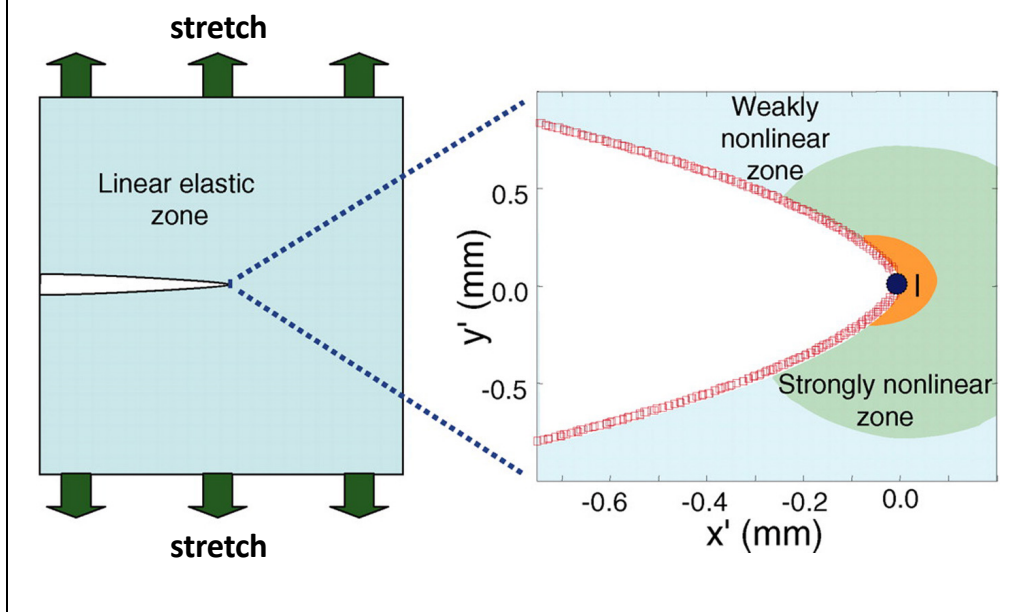 stretch
Linear elastic
zone
stretch
Weakly
nonlinear
zone
Strongly nonlinear
zone
I
y' (mm)
0.5
0.0
-0.5
-0.6
-0.4
-0.2
0.0
x' (mm)